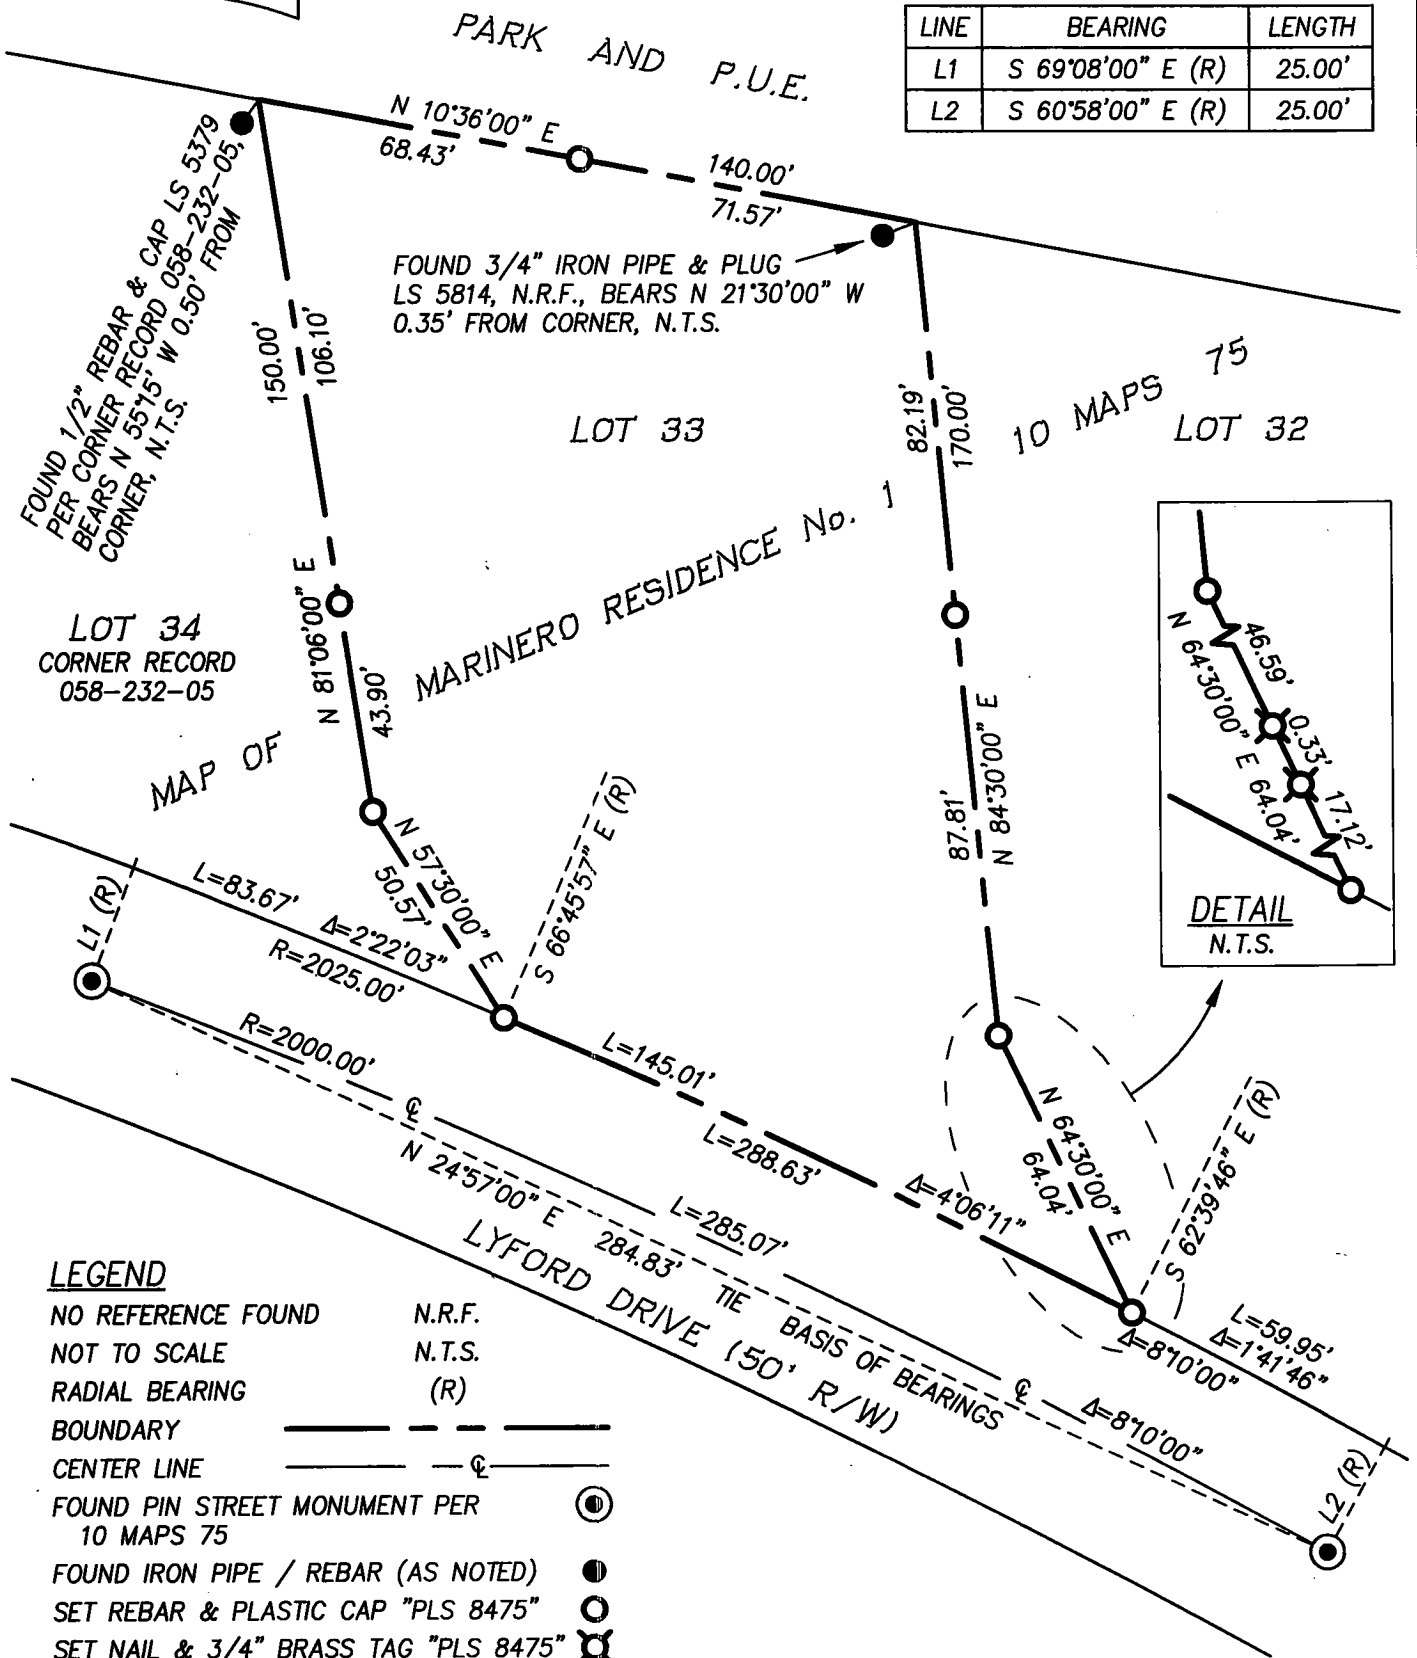 PARK AND P.U.E.
LINE BEARING LENGTH
L1 S 69°08'00" E (R) 25.00'
L2 S 60°58'00" E (R) 25.00'
N 10°36'00" E
68.43'
140.00'
71.57'
FOUND 1/2" REBAR & CAP LS 5379
PER CORNER RECORD 058-232-05,
BEARS N 55°15' W 0.50' FROM
CORNER, N.T.S.
FOUND 3/4" IRON PIPE & PLUG
LS 5814, N.R.F., BEARS N 21°30'00" W
0.35' FROM CORNER, N.T.S.
150.00'
106.10'
LOT 33
82.19'
170.00'
LOT 32
MAP OF MARINERO RESIDENCE No. 1 10 MAPS 75
LOT 34
CORNER RECORD
058-232-05
N 81°06'00" E
43.90'
N 57°30'00" E
50.57'
S 66°45'57" E (R)
87.81'
N 84°30'00" E
46.59'
N 64°30'00" E 64.04'
0.33'
17.12'
DETAIL
N.T.S.
L1 (R)
L=83.67'
Δ=2°22'03"
R=2025.00'
R=2000.00'
L=145.01'
L=288.63'
Δ=4°06'11"
N 64°30'00" E
64.04'
S 62°39'46" E (R)
℄
N 24°57'00" E 284.83' TIE BASIS OF BEARINGS
L=285.07'
LYFORD DRIVE (50' R/W)
L=59.95'
Δ=1°41'46"
Δ=8°10'00"
℄
Δ=8°10'00"
L2 (R)
LEGEND
NO REFERENCE FOUND N.R.F.
NOT TO SCALE N.T.S.
RADIAL BEARING (R)
BOUNDARY
CENTER LINE ℄
FOUND PIN STREET MONUMENT PER
10 MAPS 75
FOUND IRON PIPE / REBAR (AS NOTED)
SET REBAR & PLASTIC CAP "PLS 8475"
SET NAIL & 3/4" BRASS TAG "PLS 8475"